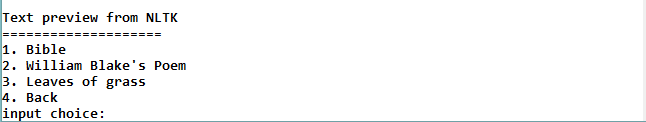 Text preview from NLTK
====================
1. Bible
2. William Blake's Poem
3. Leaves of grass
4. Back
input choice: